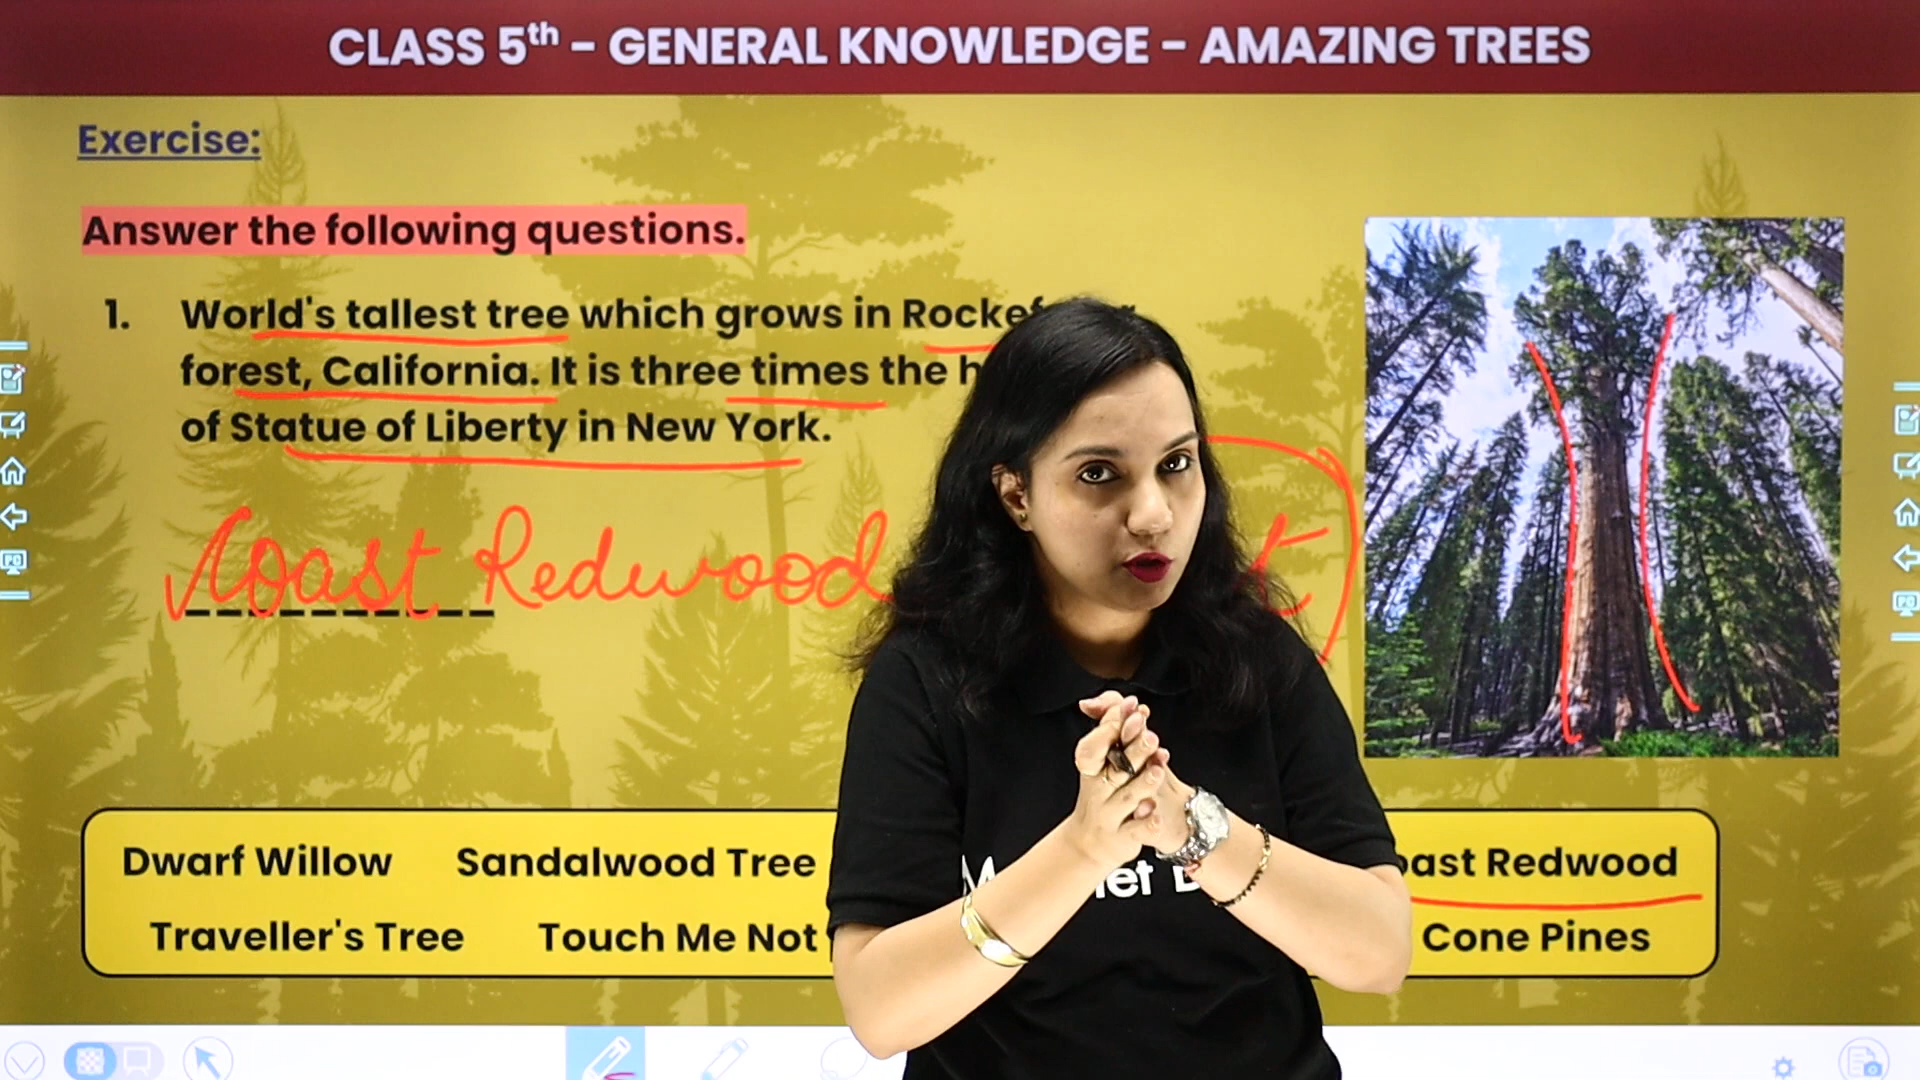 CLASS 5th - GENERAL KNOWLEDGE - AMAZING TREES
Exercise:
Answer the following questions.
1. World's tallest tree which grows in
forest, California. It is three times the
of Statue of Liberty in New York.
Coast Redwood
Dwarf Willow Sandalwood Tree Redwood
Traveller's Tree Touch Me Not Cone Pines